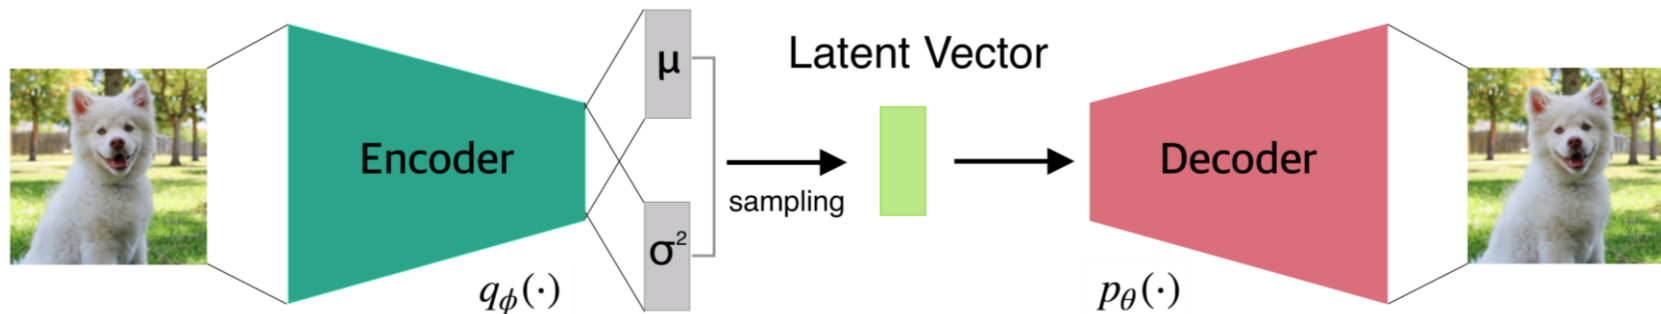 Encoder
μ
σ²
qϕ(·)
sampling
Latent Vector
Decoder
pθ(·)